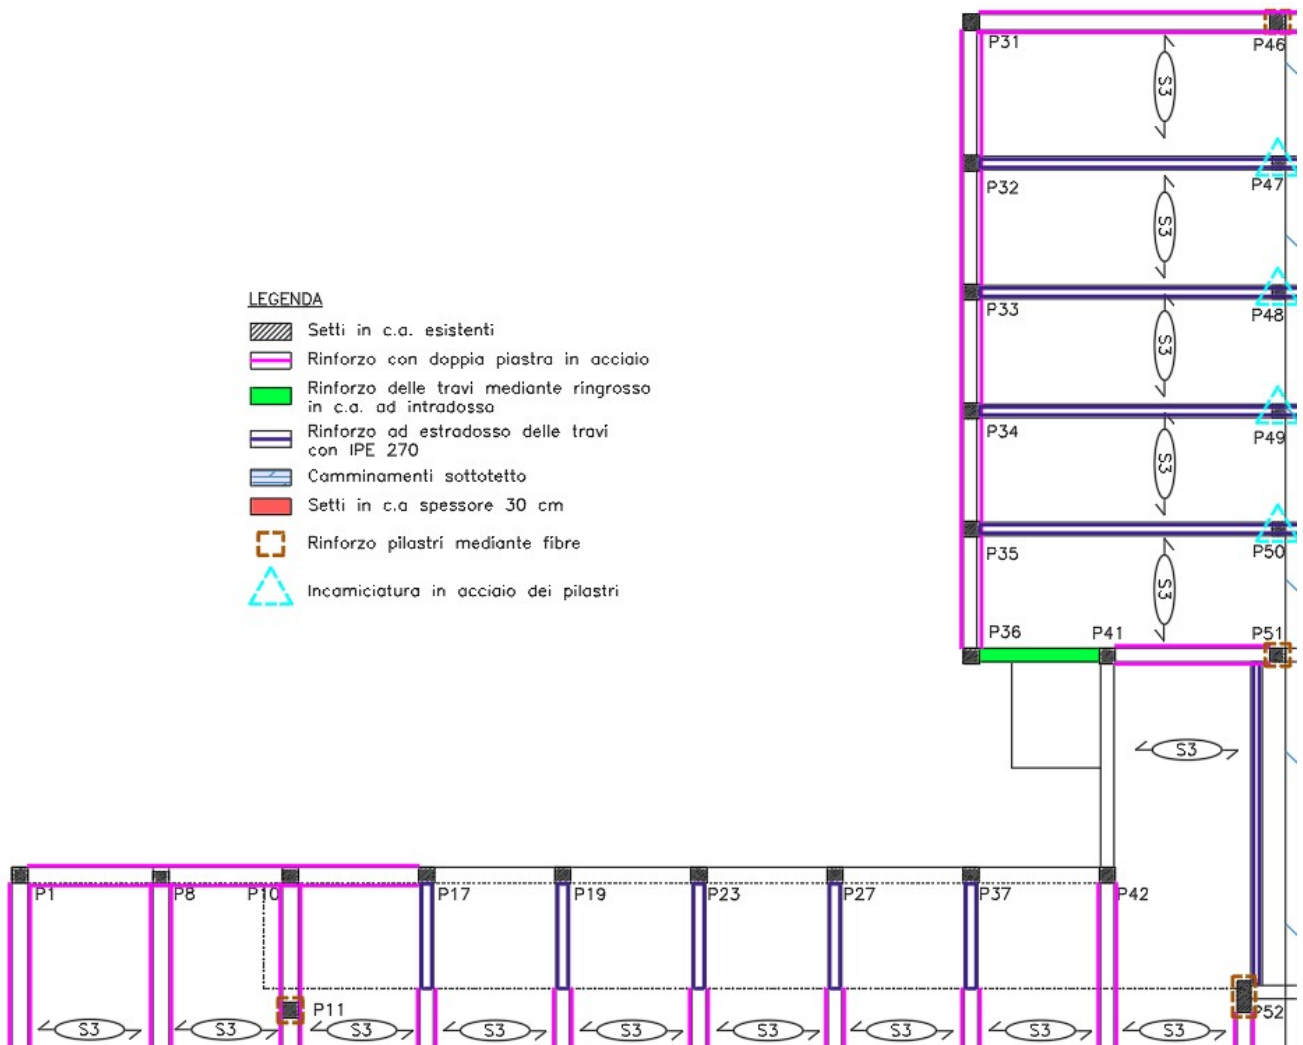 P31
P46
S3
P32
P47
S3
P33
P48
S3
P34
P49
S3
P35
P50
S3
P36
P41
P51
LEGENDA
Setti in c.a. esistenti
Rinforzo con doppia piastra in acciaio
Rinforzo delle travi mediante ringrosso
in c.a. ad intradosso
Rinforzo ad estradosso delle travi
con IPE 270
Camminamenti sottotetto
Setti in c.a spessore 30 cm
Rinforzo pilastri mediante fibre
Incamiciatura in acciaio dei pilastri
S3
P1
P8
P10
P17
P19
P23
P27
P37
P42
P11
P52
S3
S3
S3
S3
S3
S3
S3
S3
S3